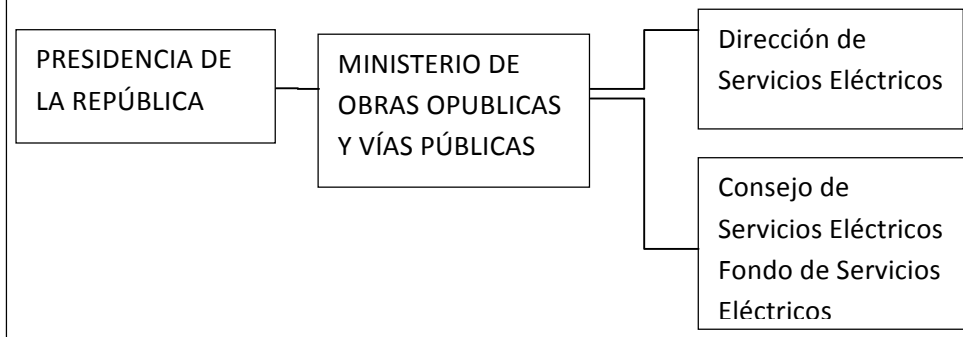 PRESIDENCIA DE
LA REPÚBLICA
MINISTERIO DE
OBRAS OPUBLICAS
Y VÍAS PÚBLICAS
Dirección de
Servicios Eléctricos
Consejo de
Servicios Eléctricos
Fondo de Servicios
Eléctricos